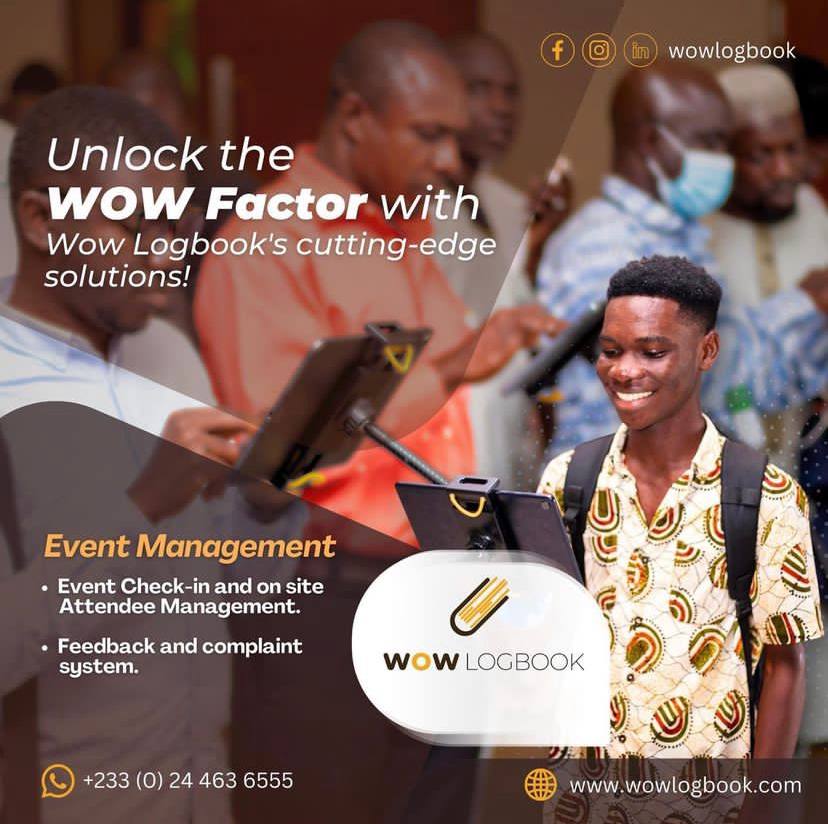 wowlogbook
Unlock the
WOW Factor with
Wow Logbook's cutting-edge
solutions!
Event Management
• Event Check-in and on site
Attendee Management.
• Feedback and complaint
system.
WOW LOGBOOK
+233 (0) 24 463 6555
www.wowlogbook.com